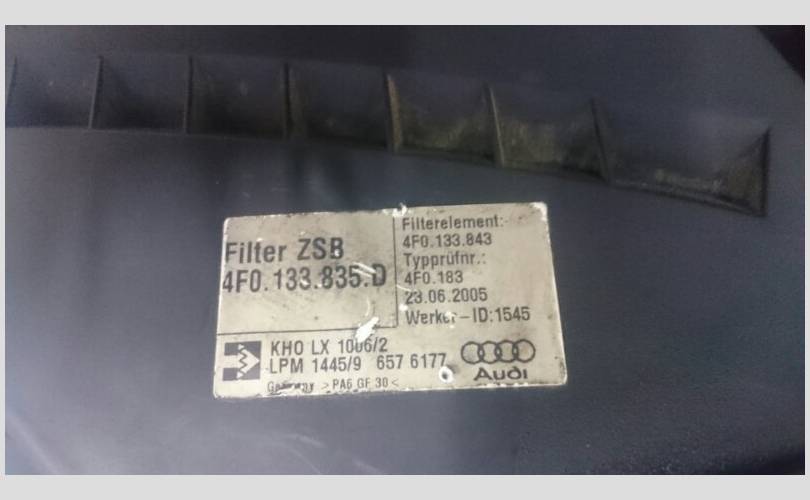 Filter ZSB
4F0.133.835.D
Filterelement:
4F0.133.843
Typprüfnr.:
4F0.183
23.06.2005
Werker-ID:1545
KHO LX 1006/2
LPM 1445/9 657 6177
Germany >PA6 GF 30<
Audi